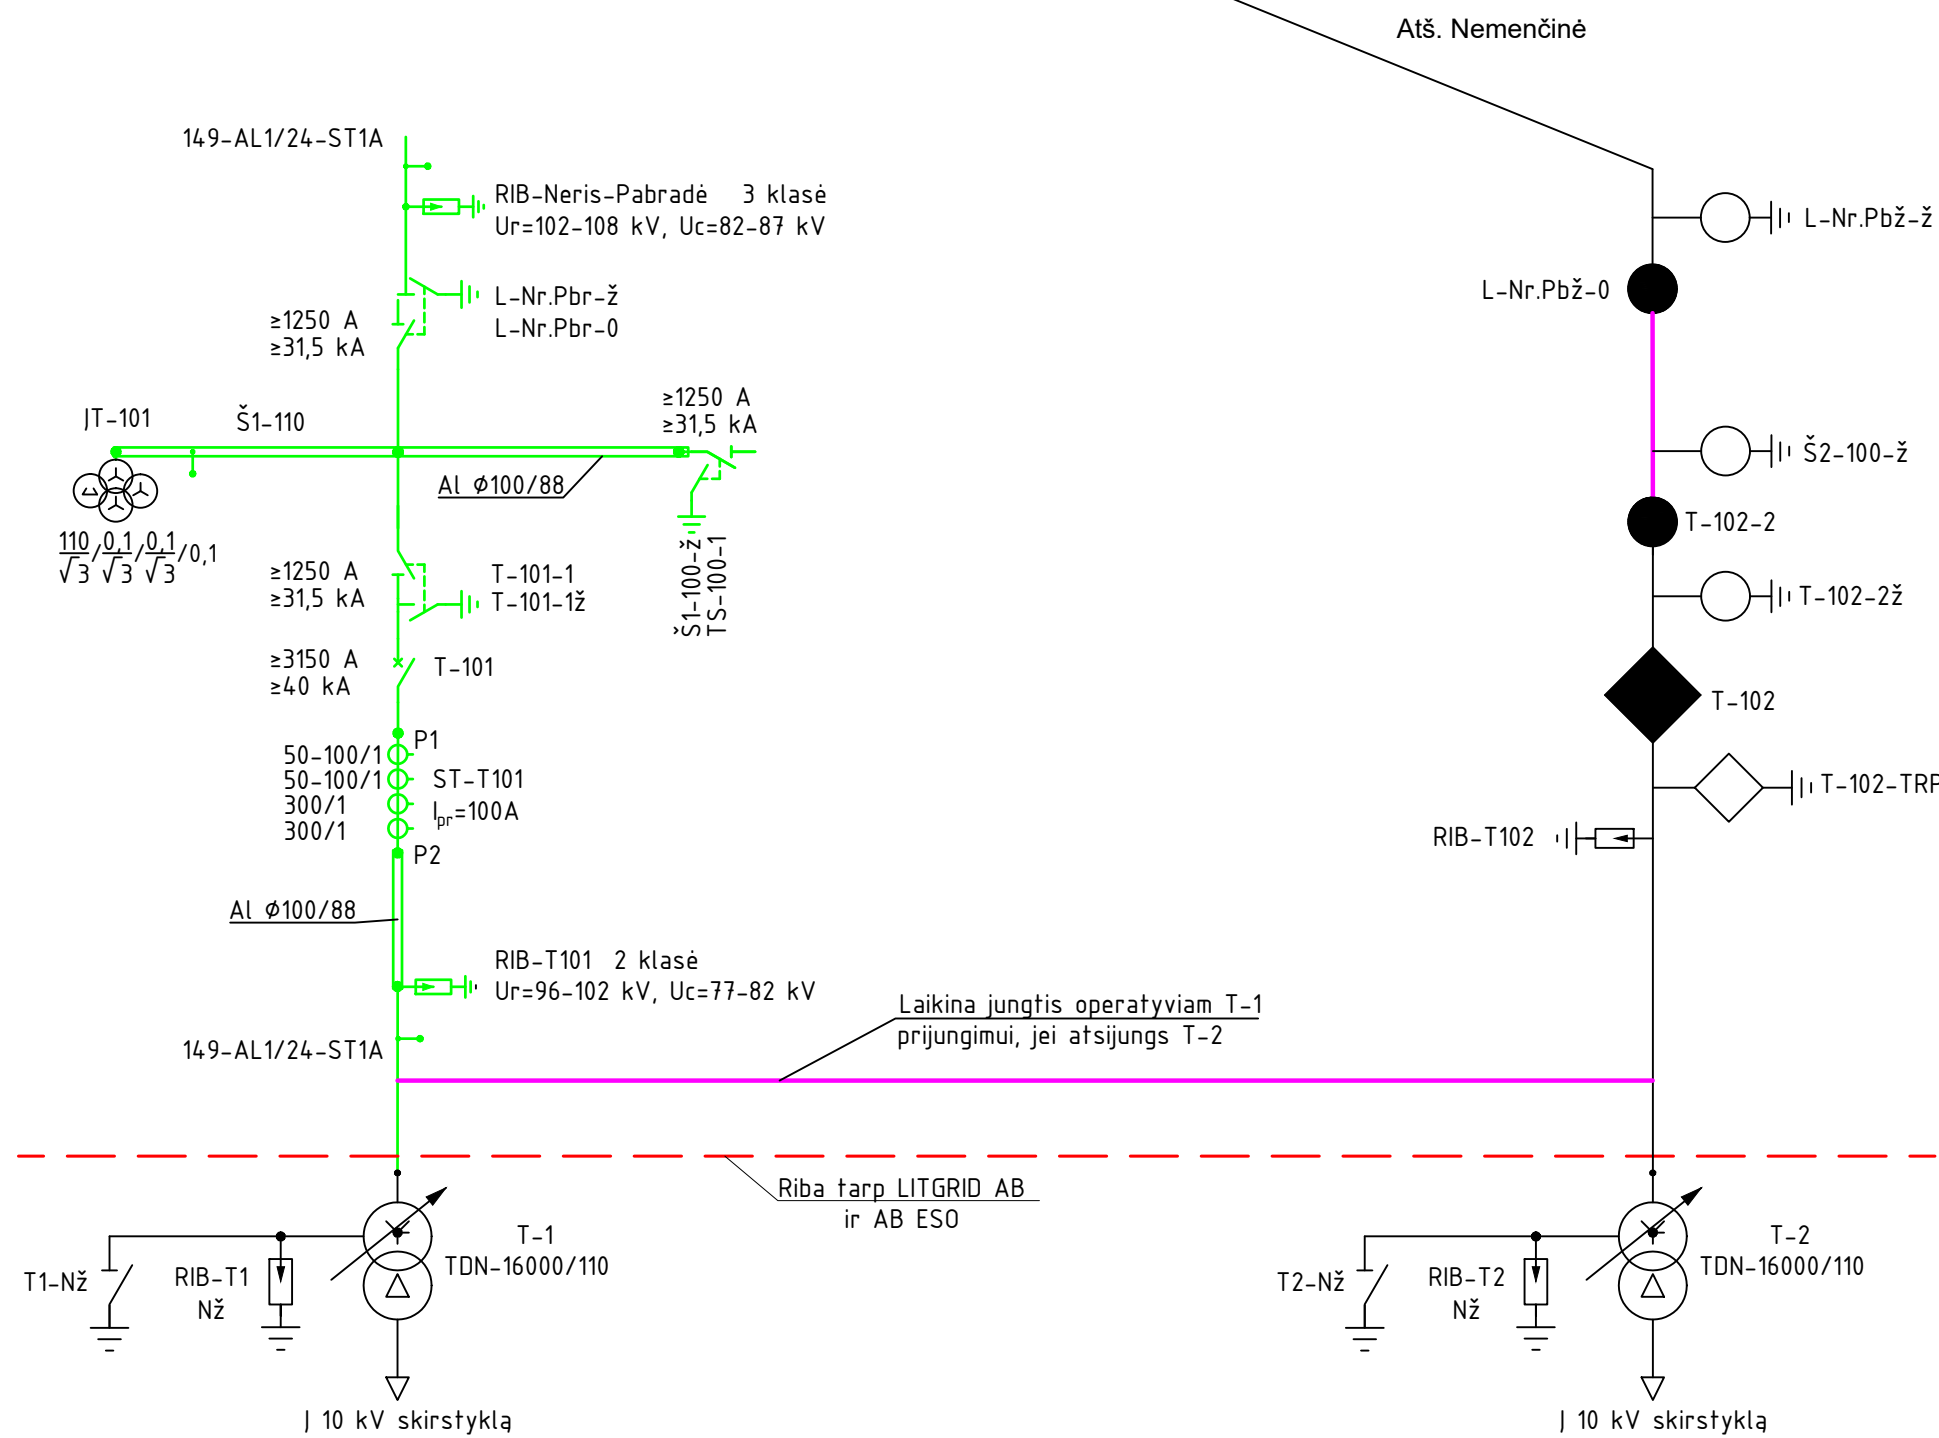 Atš. Nemenčinė
149-AL1/24-ST1A
RIB-Neris-Pabradė 3 klasė
Ur=102-108 kV, Uc=82-87 kV
L-Nr.Pbž-ž
L-Nr.Pbr-ž
L-Nr.Pbr-0
L-Nr.Pbž-0
≥1250 A
≥31,5 kA
≥1250 A
≥31,5 kA
JT-101
Š1-110
Al Ø100/88
Š2-100-ž
T-102-2
110/√3/0,1/√3/0,1/√3/0,1
≥1250 A
≥31,5 kA
T-101-1
T-101-1ž
Š1-100-ž
TS-100-1
T-102-2ž
≥3150 A
≥40 kA
T-101
T-102
P1
50-100/1
50-100/1
300/1
300/1
ST-T101
Ipr=100A
P2
T-102-TRP
RIB-T102
Al Ø100/88
RIB-T101 2 klasė
Ur=96-102 kV, Uc=77-82 kV
149-AL1/24-ST1A
Laikina jungtis operatyviam T-1
prijungimui, jei atsijungs T-2
Riba tarp LITGRID AB
ir AB ESO
T-1
TDN-16000/110
T1-Nž
RIB-T1
Nž
T-2
TDN-16000/110
T2-Nž
RIB-T2
Nž
Į 10 kV skirstyklą
Į 10 kV skirstyklą